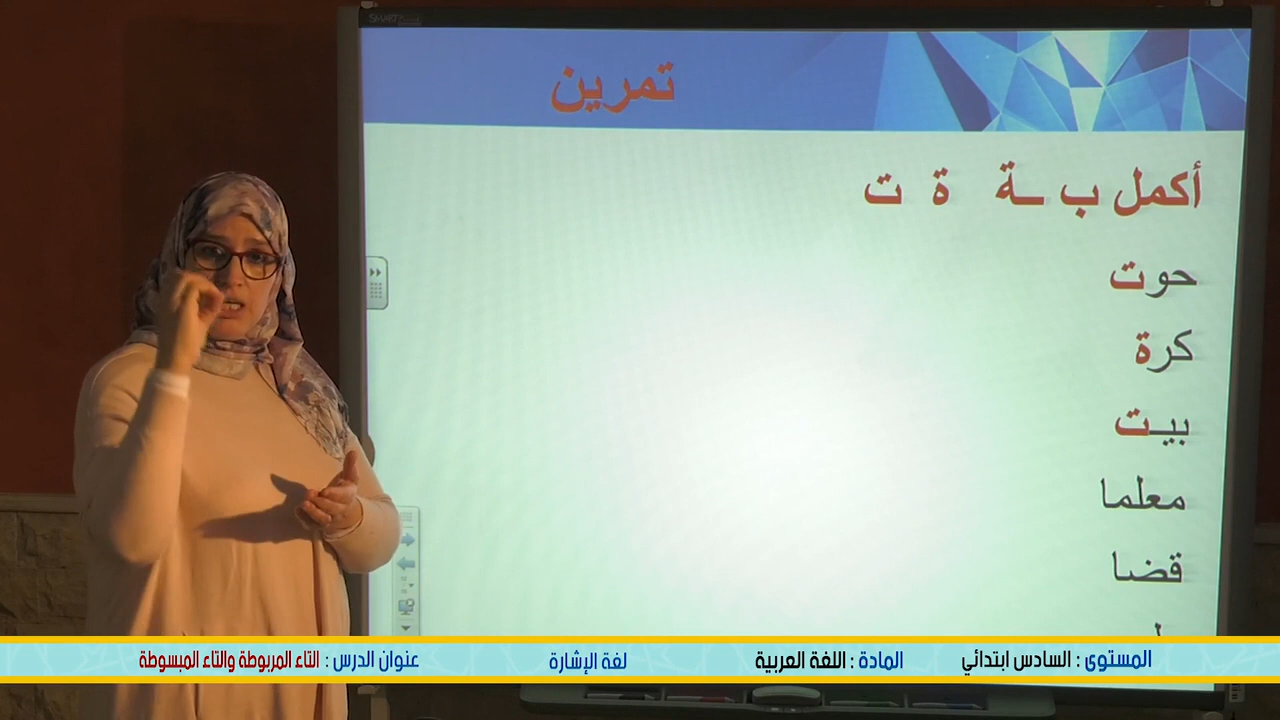 SMART
تمرين
أكمل ب ـة ة ت
حوت
كرة
بيـت
معلما
قضا
المستوى : السادس ابتدائي المادة : اللغة العربية لغة الإشارة عنوان الدرس : التاء المربوطة والتاء المبسوطة